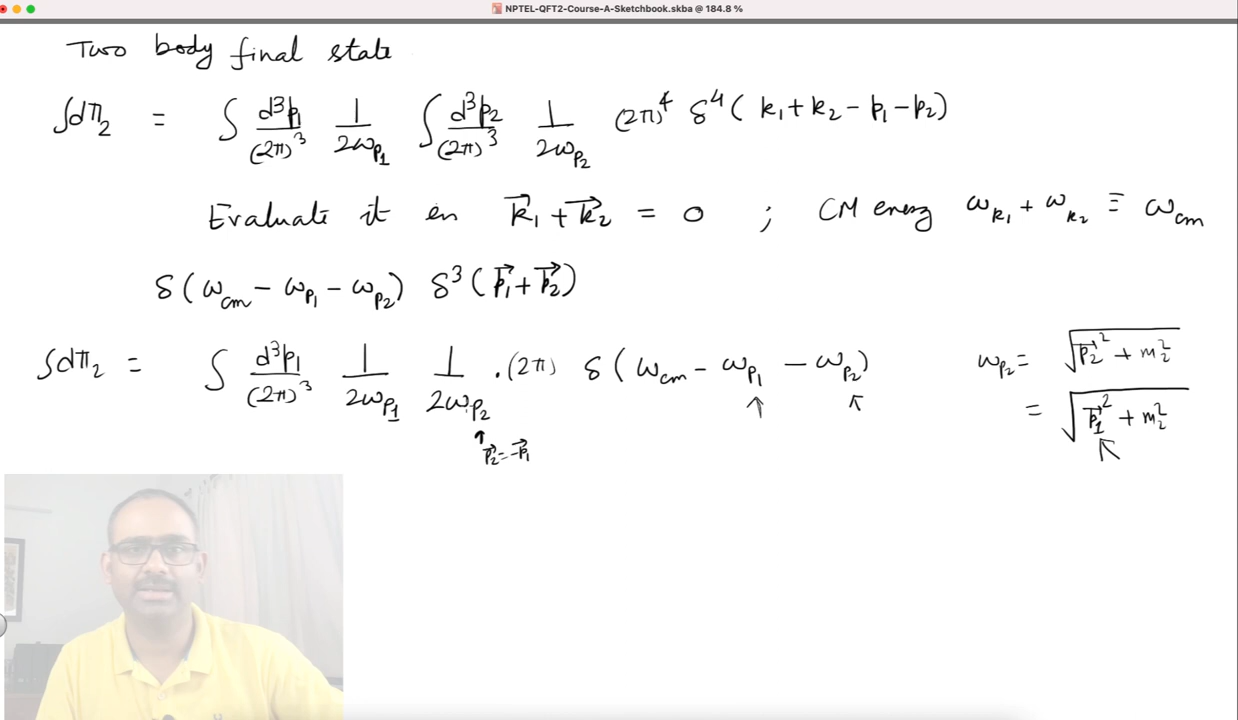 NPTEL-QFT2-Course-A-Sketchbook.skba @ 184.8 %
Two body final state
∫dπ₂ = ∫ d³p₁/(2π)³ 1/2ω_p₁ ∫ d³p₂/(2π)³ 1/2ω_p₂ (2π)⁴ δ⁴(k₁+k₂-p₁-p₂)
Evaluate it in k⃗₁+k⃗₂ = 0 ; CM energy ω_k₁+ω_k₂ ≡ ω_cm
δ(ω_cm - ω_p₁ - ω_p₂) δ³(p⃗₁+p⃗₂)
∫dπ₂ = ∫ d³p₁/(2π)³ 1/2ω_p₁ 1/2ω_p₂ .(2π) δ(ω_cm - ω_p₁ - ω_p₂) ω_p₂ = √(p⃗₂² + m₂²)
↑ p⃗₂=-p⃗₁ ↑ ↑ = √(p⃗₁² + m₂²)